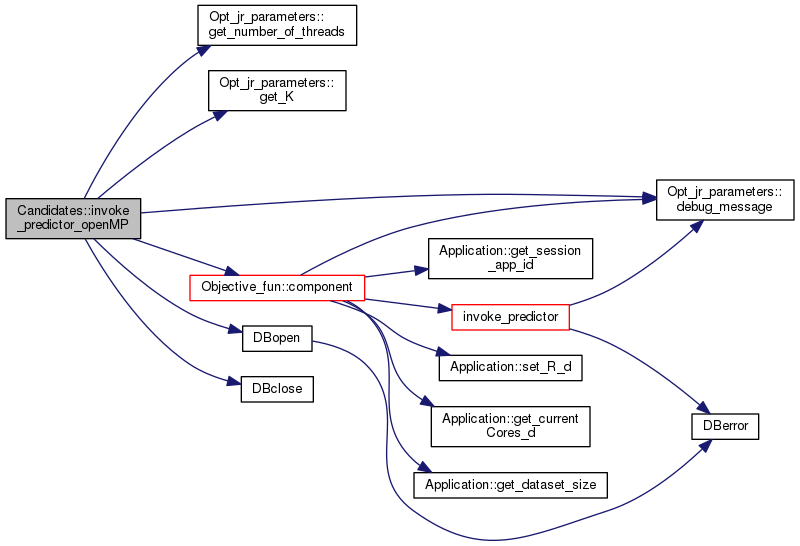 Opt_jr_parameters::
get_number_of_threads
Opt_jr_parameters::
get_K
Candidates::invoke
_predictor_openMP
Opt_jr_parameters::
debug_message
Application::get_session
_app_id
Objective_fun::component
invoke_predictor
DBopen
Application::set_R_d
DBclose
Application::get_current
Cores_d
DBerror
Application::get_dataset_size